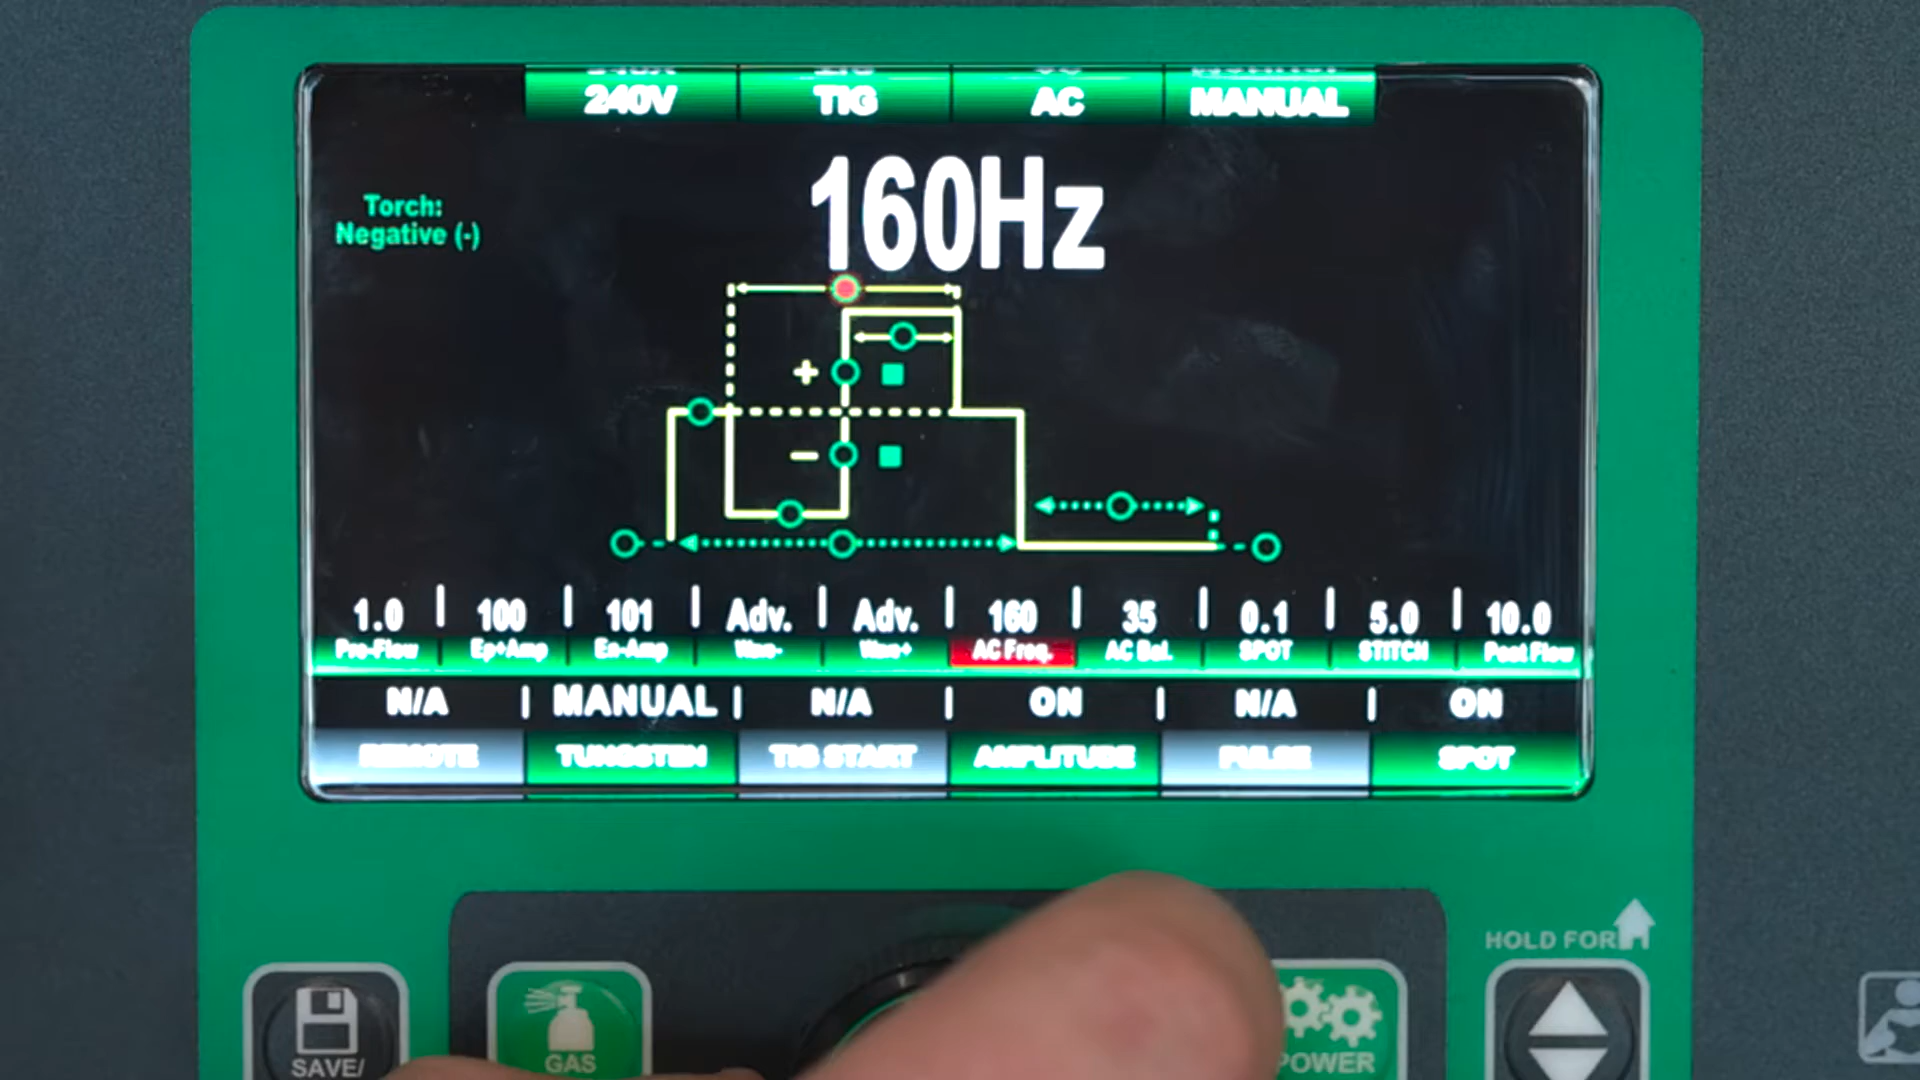 240V TIG AC MANUAL
160Hz
Torch:
Negative (-)
+
−
1.0 | 100 | 101 | Adv. | Adv. | 160 | 35 | 0.1 | 5.0 | 10.0
Pre-Flow Ep+Amp En-Amp Wave- Wave+ AC Freq. AC Bal. SPOT STITCH Post Flow
N/A | MANUAL | N/A | ON | N/A | ON
REMOTE TUNGSTEN TIG START AMPLITUDE PULSE SPOT
HOLD FOR
SAVE/
GAS
POWER